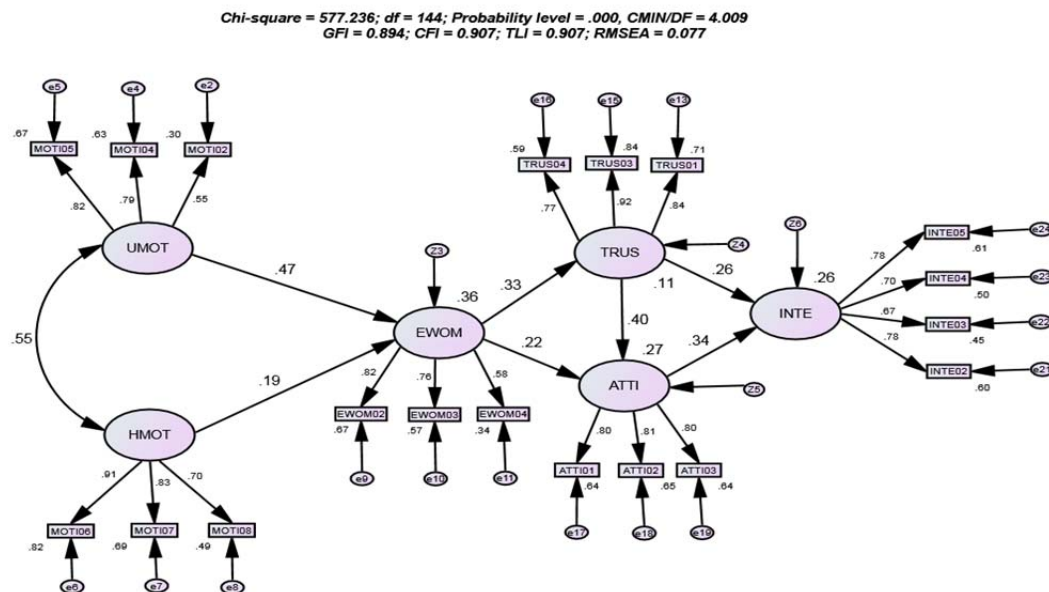 Chi-square = 577.236; df = 144; Probability level = .000, CMIN/DF = 4.009
GFI = 0.894; CFI = 0.907; TLI = 0.907; RMSEA = 0.077
e5 e4 e2
.67 MOTI05 .63 MOTI04 .30 MOTI02
.82 .79 .55
UMOT
e16 e15 e13
.59 TRUS04 .84 TRUS03 .71 TRUS01
.77 .92 .84
TRUS
Z4
.11
Z6
.26
INTE
.78 INTE05 e24
.61
.70 INTE04 e23
.50
.67 INTE03 e22
.45
.78 INTE02 e21
.60
.47
.55
.19
Z3
.36
EWOM
.33
.22
.40
.26
.34
.82 .76 .58
EWOM02 EWOM03 EWOM04
.67 .57 .34
e9 e10 e11
.27
ATTI
Z5
.80 .81 .80
ATTI01 ATTI02 ATTI03
.64 .65 .64
e17 e18 e19
HMOT
.91 .83 .70
MOTI06 MOTI07 MOTI08
.82 .69 .49
e6 e7 e8